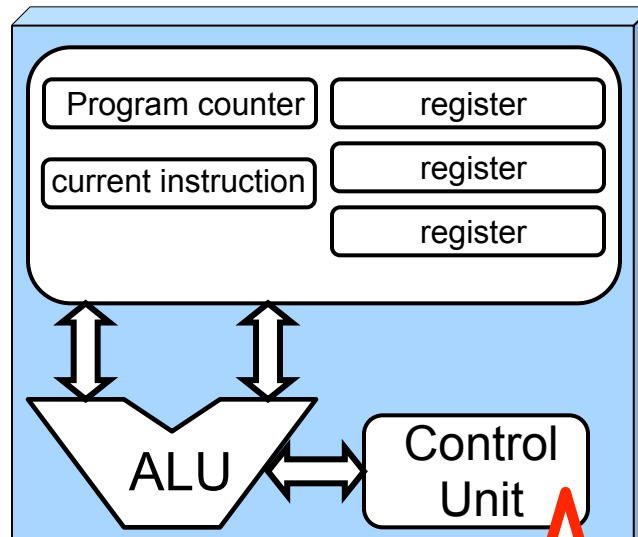 Program counter
register
current instruction
register
register
ALU
Control
Unit